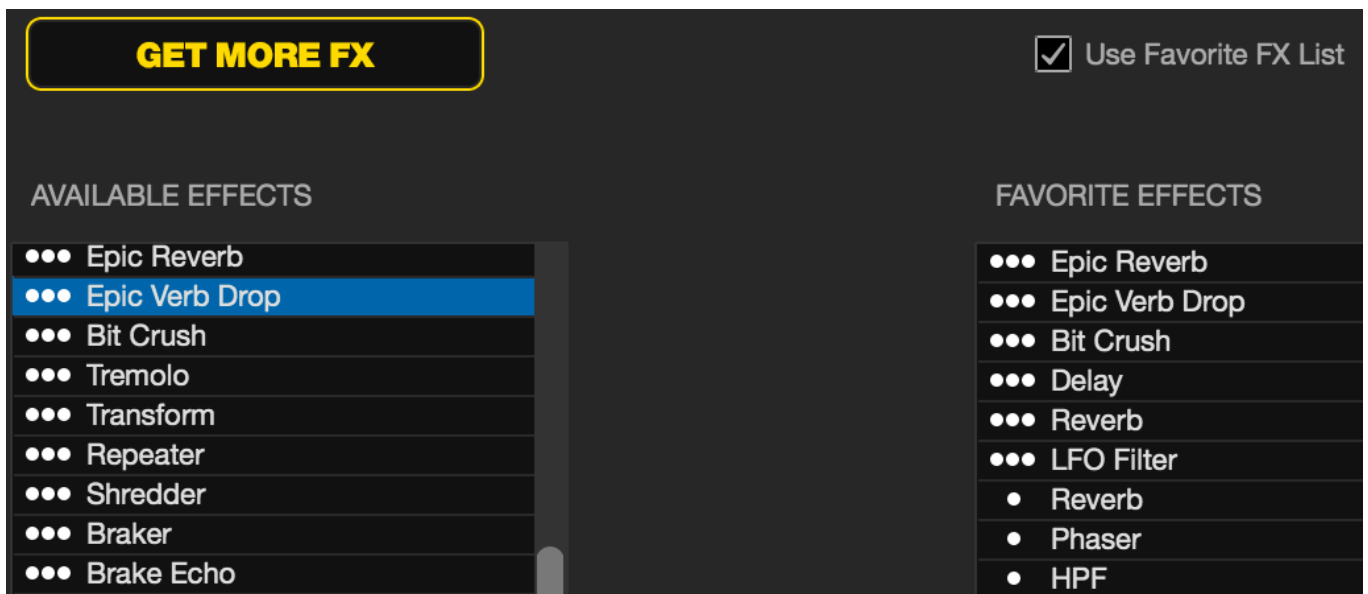 GET MORE FX
Use Favorite FX List
AVAILABLE EFFECTS
Epic Reverb
Epic Verb Drop
Bit Crush
Tremolo
Transform
Repeater
Shredder
Braker
Brake Echo
FAVORITE EFFECTS
Epic Reverb
Epic Verb Drop
Bit Crush
Delay
Reverb
LFO Filter
Reverb
Phaser
HPF